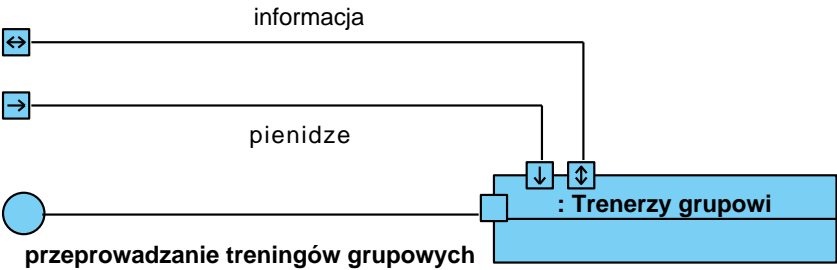 informacja
pienidze
: Trenerzy grupowi
przeprowadzanie treningów grupowych